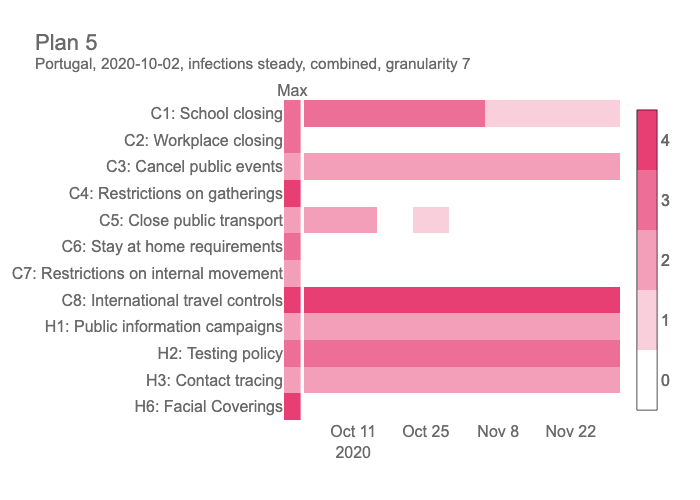 Plan 5
Portugal, 2020-10-02, infections steady, combined, granularity 7
Max
C1: School closing
C2: Workplace closing
C3: Cancel public events
C4: Restrictions on gatherings
C5: Close public transport
C6: Stay at home requirements
C7: Restrictions on internal movement
C8: International travel controls
H1: Public information campaigns
H2: Testing policy
H3: Contact tracing
H6: Facial Coverings
4
3
2
1
0
Oct 11 Oct 25 Nov 8 Nov 22
2020